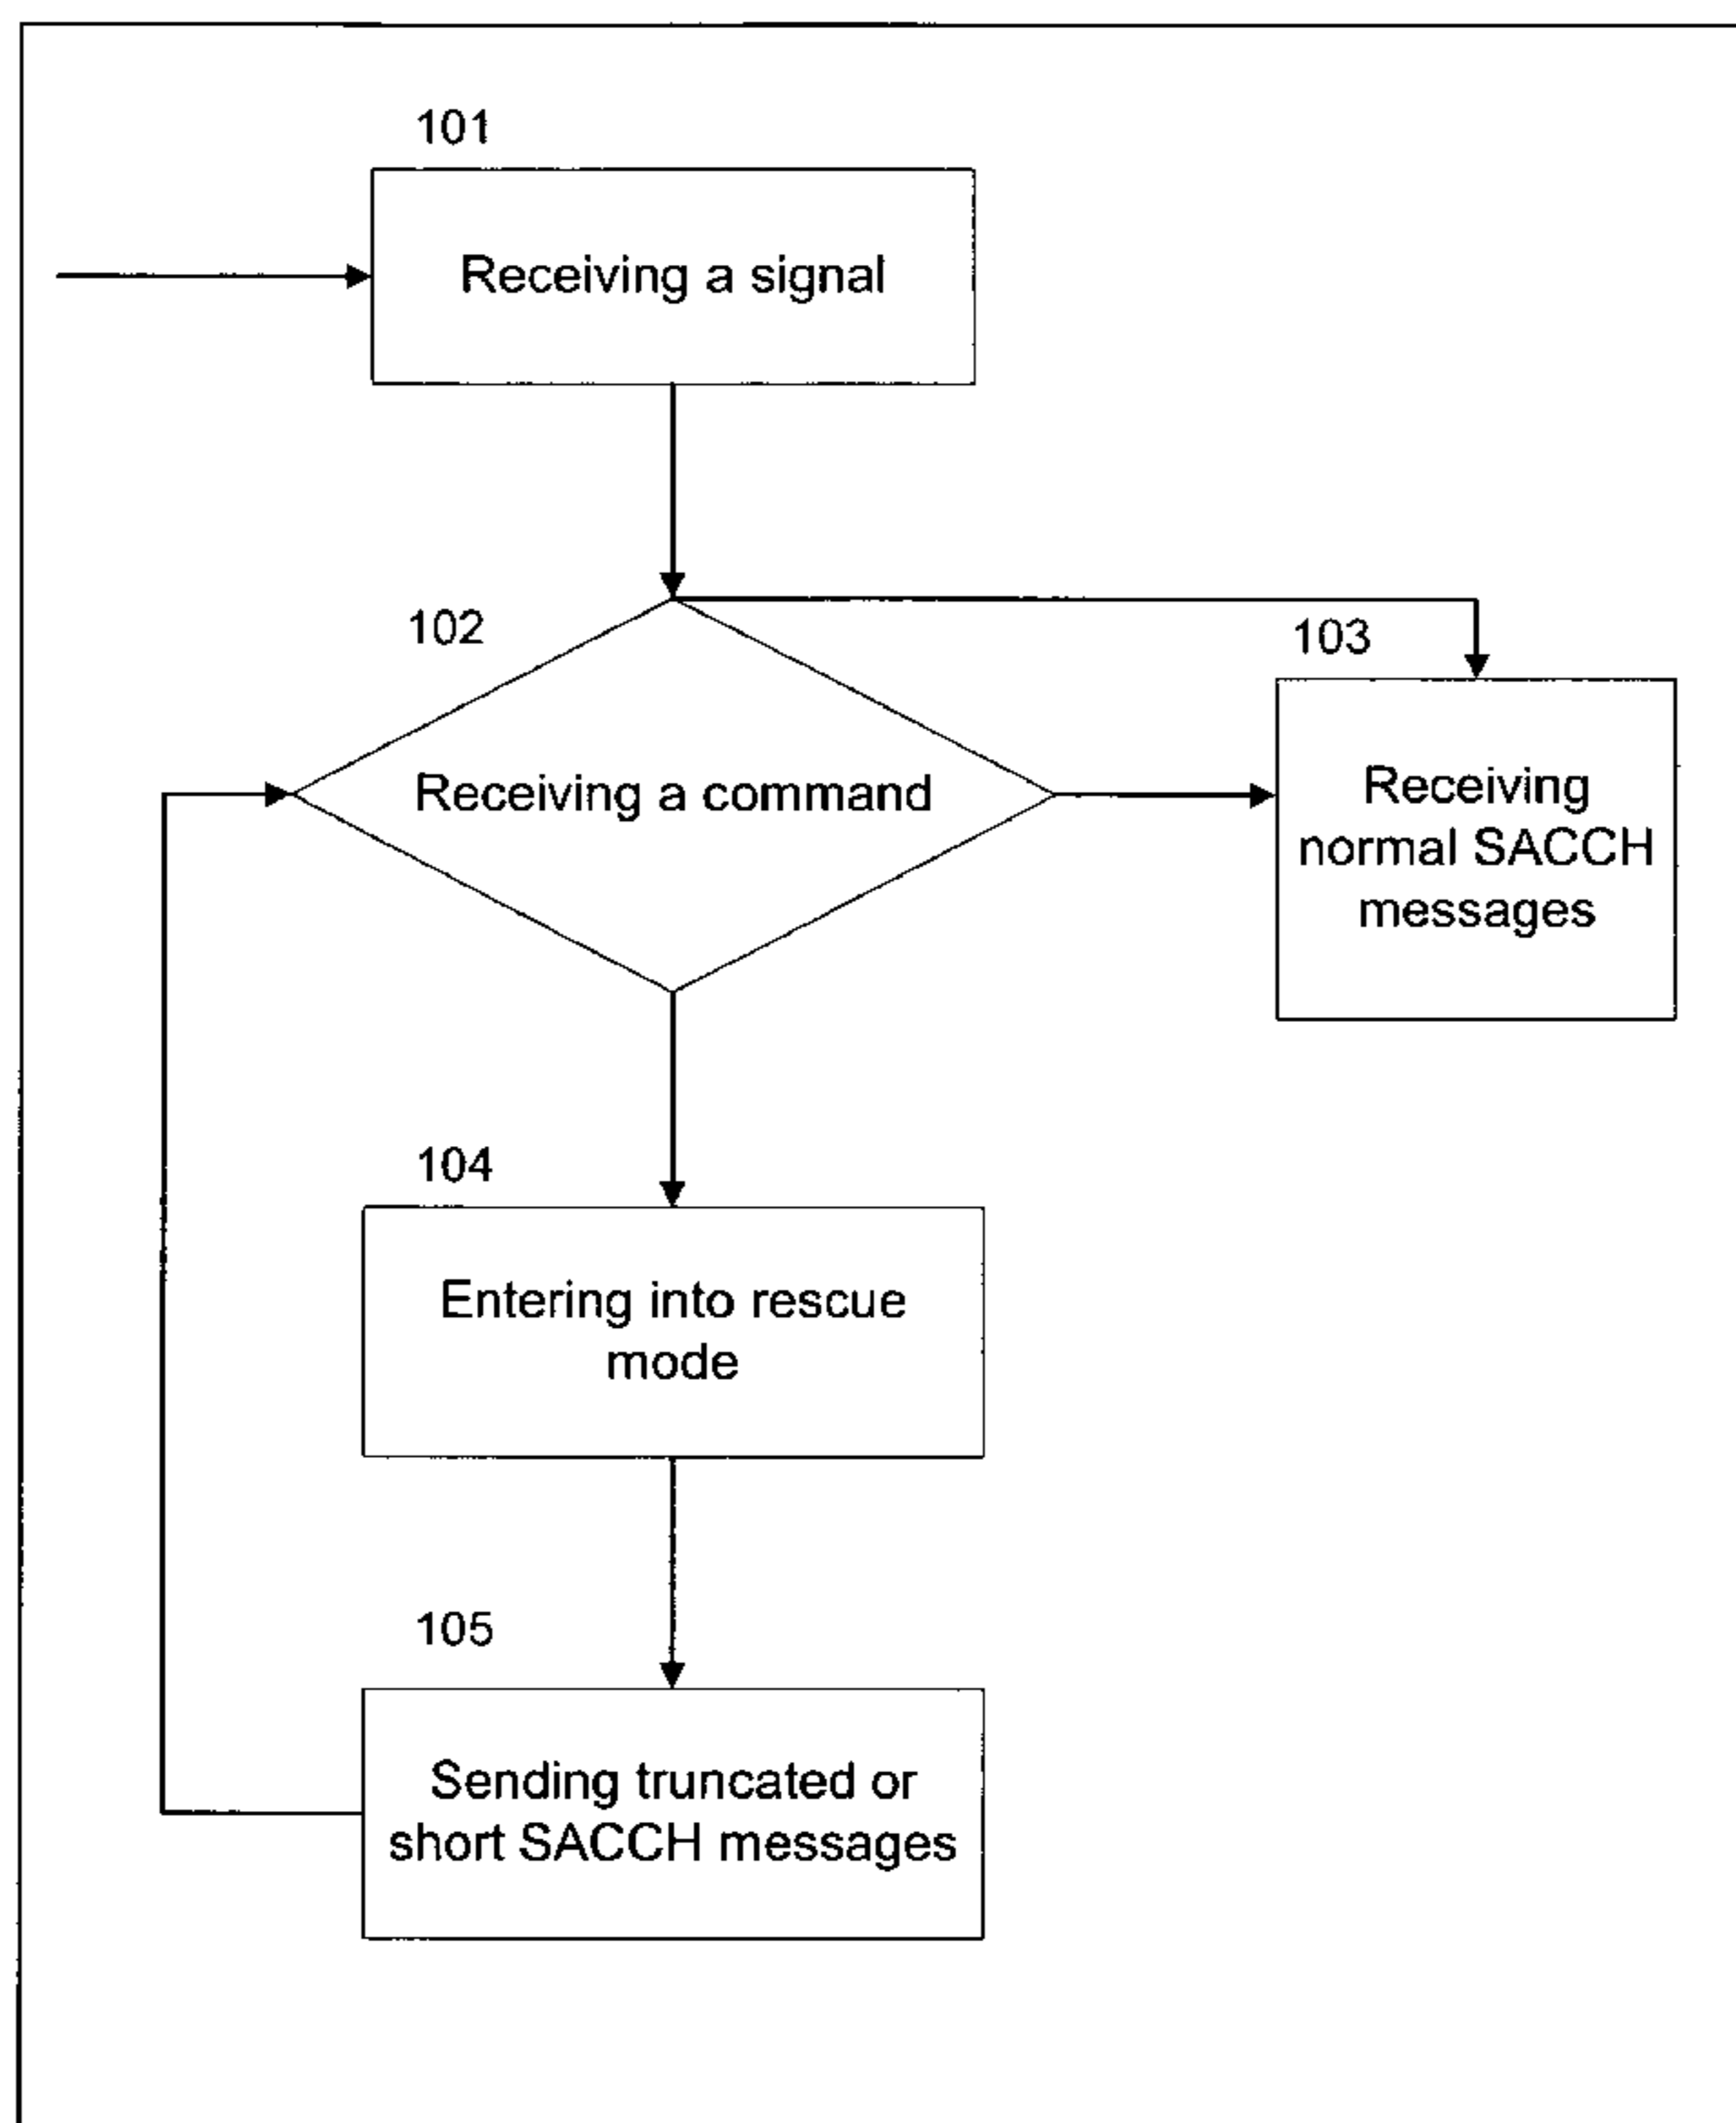 101
Receiving a signal
102
Receiving a command
103
Receiving
normal SACCH
messages
104
Entering into rescue
mode
105
Sending truncated or
short SACCH messages